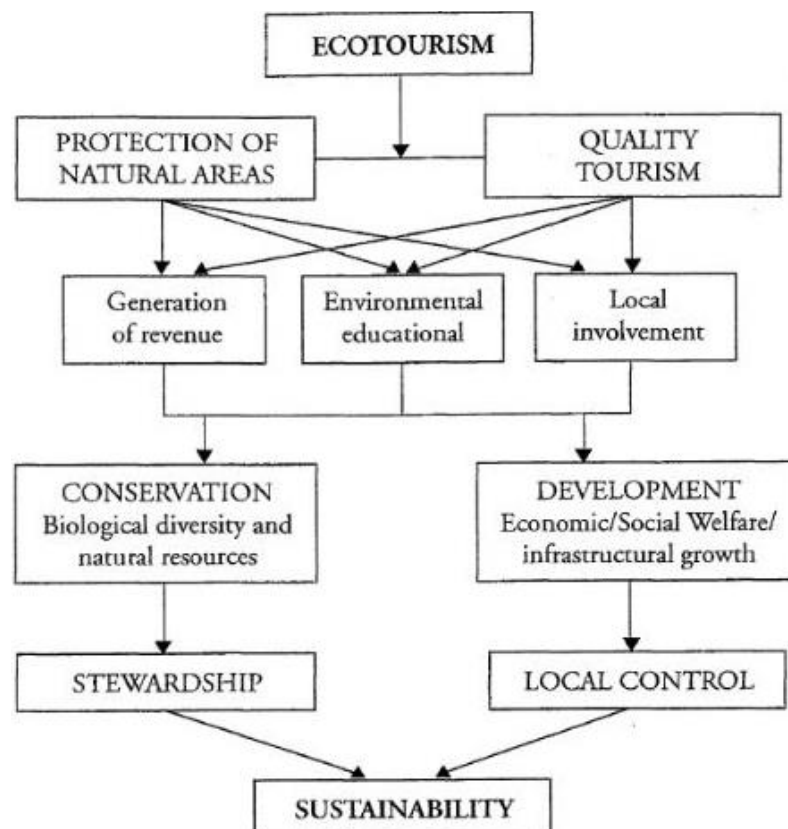 ECOTOURISM
PROTECTION OF
NATURAL AREAS
QUALITY
TOURISM
Generation
of revenue
Environmental
educational
Local
involvement
CONSERVATION
Biological diversity and
natural resources
DEVELOPMENT
Economic/Social Welfare/
infrastructural growth
STEWARDSHIP
LOCAL CONTROL
SUSTAINABILITY